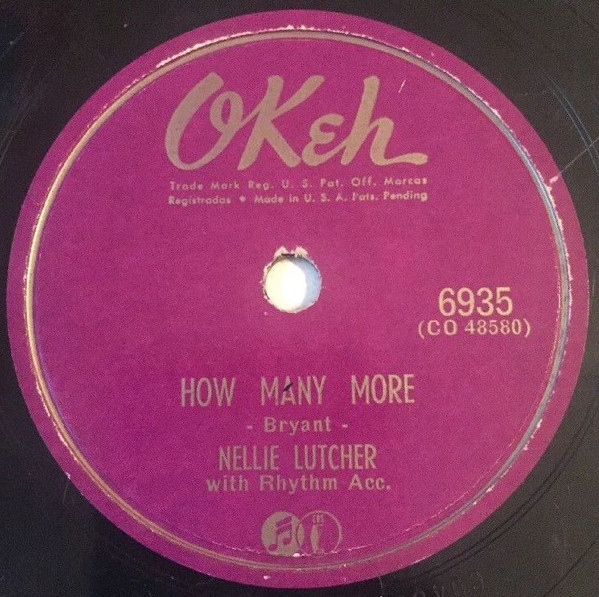 OKeh
Trade Mark Reg. U. S. Pat. Off. Marcas
Registradas • Made in U. S. A. Pats. Pending
6935
(CO 48580)
HOW MANY MORE
- Bryant -
NELLIE LUTCHER
with Rhythm Acc.
CBS